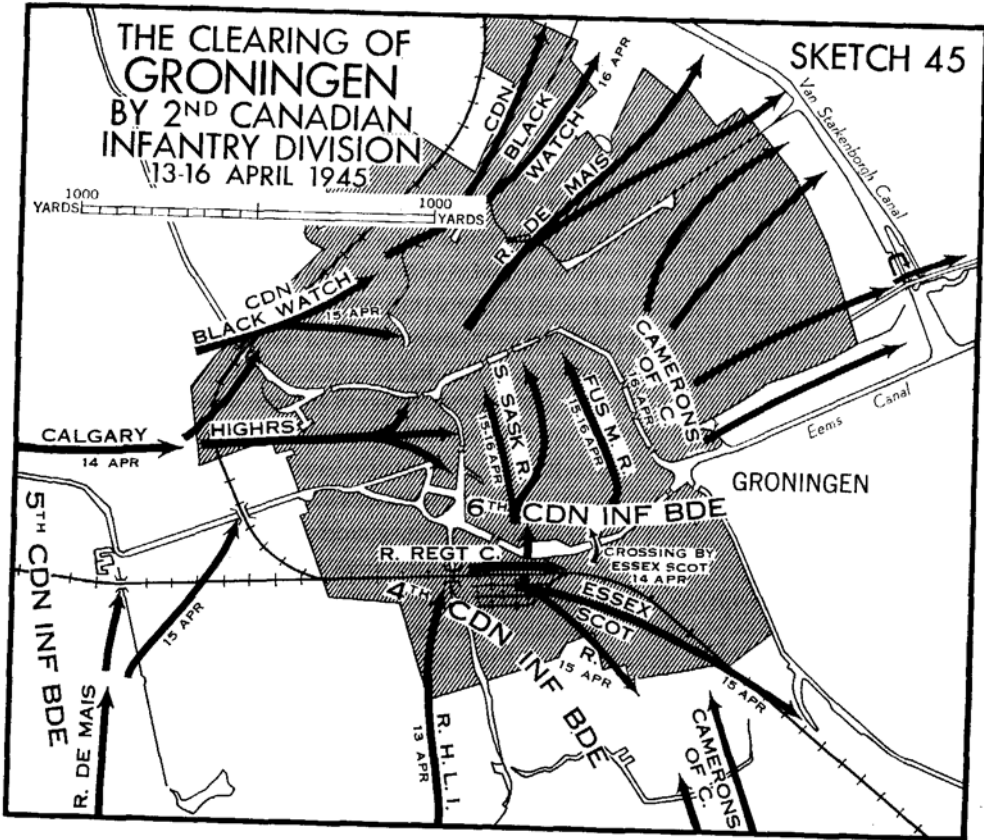 THE CLEARING OF
GRONINGEN
BY 2ND CANADIAN
INFANTRY DIVISION
13-16 APRIL 1945
1000
YARDS
1000
YARDS
SKETCH 45
CDN
BLACK
WATCH
16 APR
R. DE MAIS
Van Starkenborgh Canal
CDN
BLACK WATCH
15 APR
CAMERONS
OF C.
16 APR
S. SASK R.
15-16 APR
FUS M. R.
15-16 APR
Eems Canal
CALGARY
14 APR
HIGHRS
GRONINGEN
6TH CDN INF BDE
R. REGT C.
CROSSING BY
ESSEX SCOT
14 APR
5TH CDN INF BDE
4TH CDN INF BDE
ESSEX
SCOT
15 APR
15 APR
R.
15 APR
R. DE MAIS
R. H. L. I.
13 APR
CAMERONS
OF C.